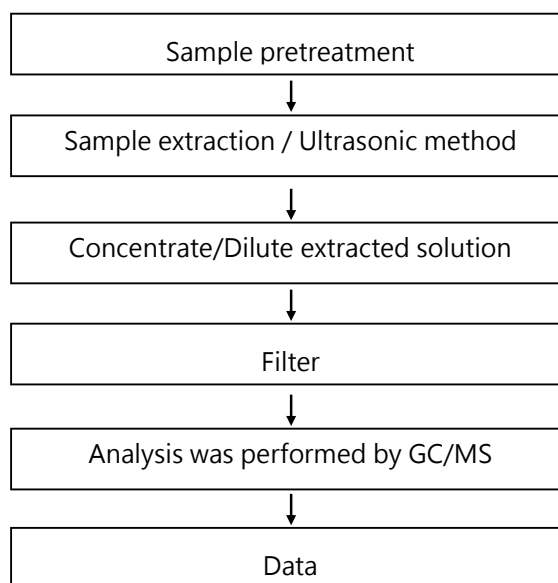 Sample pretreatment
Sample extraction / Ultrasonic method
Concentrate/Dilute extracted solution
Filter
Analysis was performed by GC/MS
Data